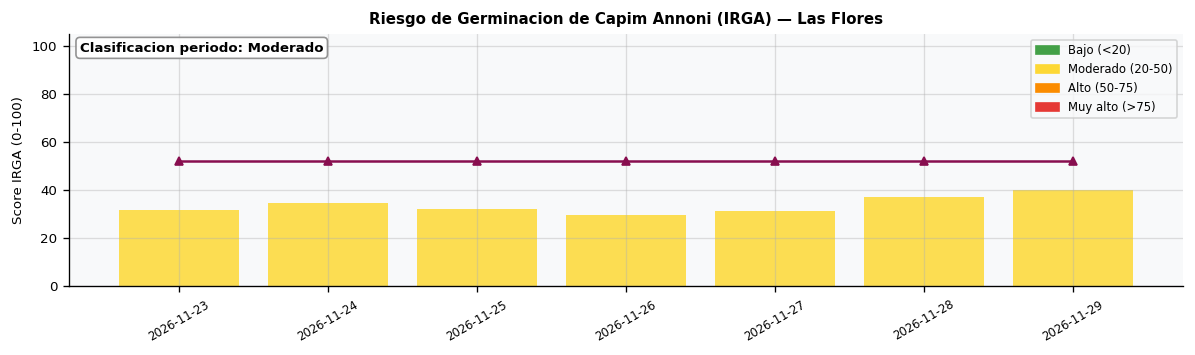 Riesgo de Germinacion de Capim Annoni (IRGA) — Las Flores
Clasificacion periodo: Moderado
Bajo (<20)
Moderado (20-50)
Alto (50-75)
Muy alto (>75)
Score IRGA (0-100)
100
80
60
40
20
0
2026-11-23
2026-11-24
2026-11-25
2026-11-26
2026-11-27
2026-11-28
2026-11-29